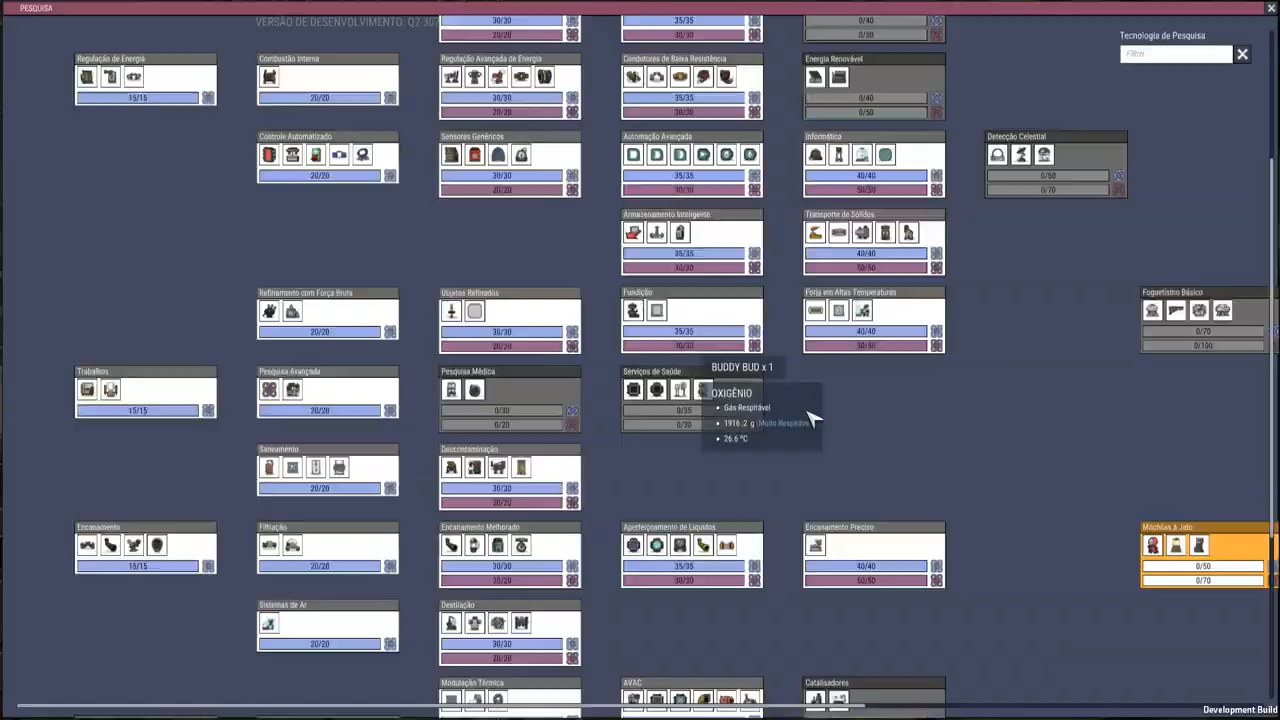 PESQUISA
VERSÃO DE DESENVOLVIMENTO: Q2 30
30/30
35/35
0/40
20/20
30/30
0/50
Tecnologia de Pesquisa
Filtro
Regulação de Energia
Combustão Interna
Regulação Avançada de Energia
Condutores de Baixa Resistência
Energia Renovável
15/15
20/20
30/30
35/35
0/40
20/20
30/30
0/50
Controle Automatizado
Sensores Genéricos
Automação Avançada
Informática
Detecção Celestial
20/20
30/30
35/35
40/40
0/60
20/20
30/30
50/50
0/70
Armazenamento Inteligente
Transporte de Sólidos
35/35
40/40
30/30
50/50
Refinamento com Força Bruta
Objetos Refinados
Fundição
Forja em Altas Temperaturas
Foguetismo Básico
20/20
30/30
35/35
40/40
0/70
20/20
30/30
50/50
0/100
Trabalhos
Pesquisa Avançada
Pesquisa Médica
Serviços de Saúde
BUDDY BUD x 1
OXIGÊNIO
• Gás Respirável
• 1916.2 g (Muito Respiráve
• 26.6 ºC
15/15
20/20
0/30
0/35
0/20
0/30
Saneamento
Descontaminação
20/20
30/30
20/20
Encanamento
Filtração
Encanamento Melhorado
Aperfeiçoamento de Líquidos
Encanamento Preciso
Mochilas à Jato
15/15
20/20
30/30
35/35
40/40
0/50
20/20
30/30
50/50
0/70
Sistemas de Ar
Destilação
20/20
30/30
20/20
Modulação Térmica
AVAC
Catalisadores
Development Build